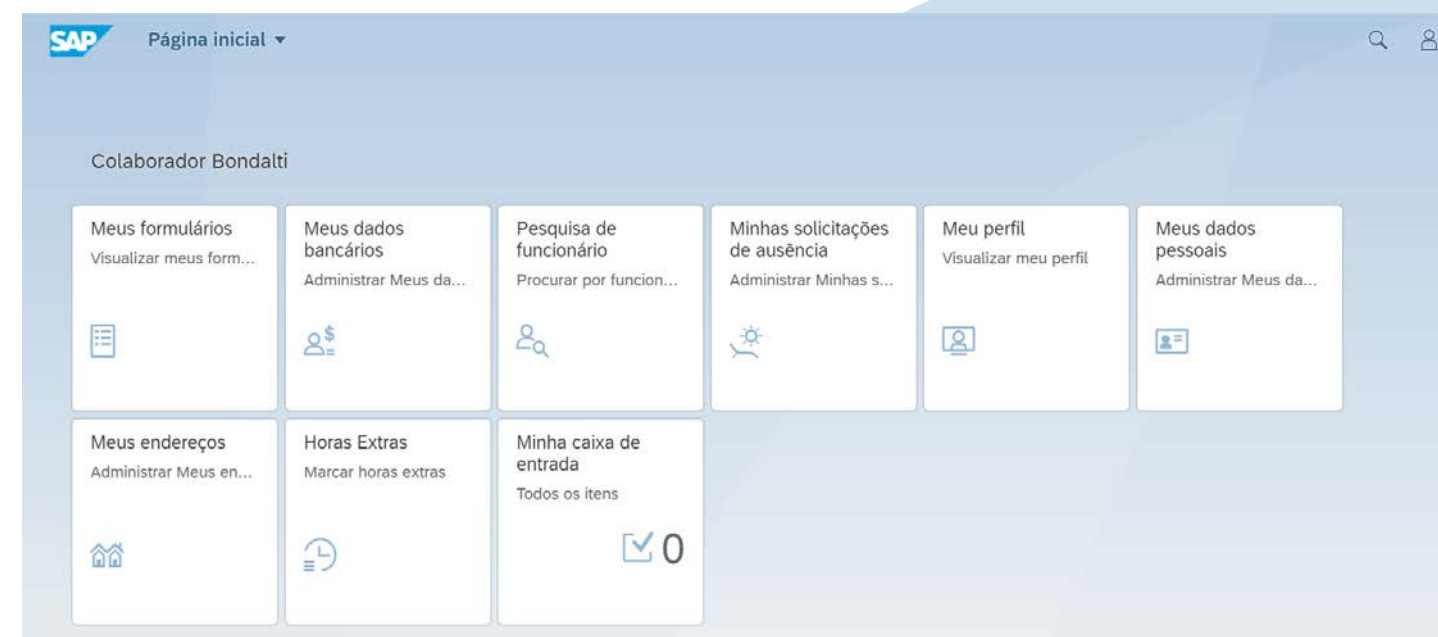 SAP Página inicial
Colaborador Bondalti
Meus formulários
Visualizar meus form...
Meus dados
bancários
Administrar Meus da...
Pesquisa de
funcionário
Procurar por funcion...
Minhas solicitações
de ausência
Administrar Minhas s...
Meu perfil
Visualizar meu perfil
Meus dados
pessoais
Administrar Meus da...
Meus endereços
Administrar Meus en...
Horas Extras
Marcar horas extras
Minha caixa de
entrada
Todos os itens
0